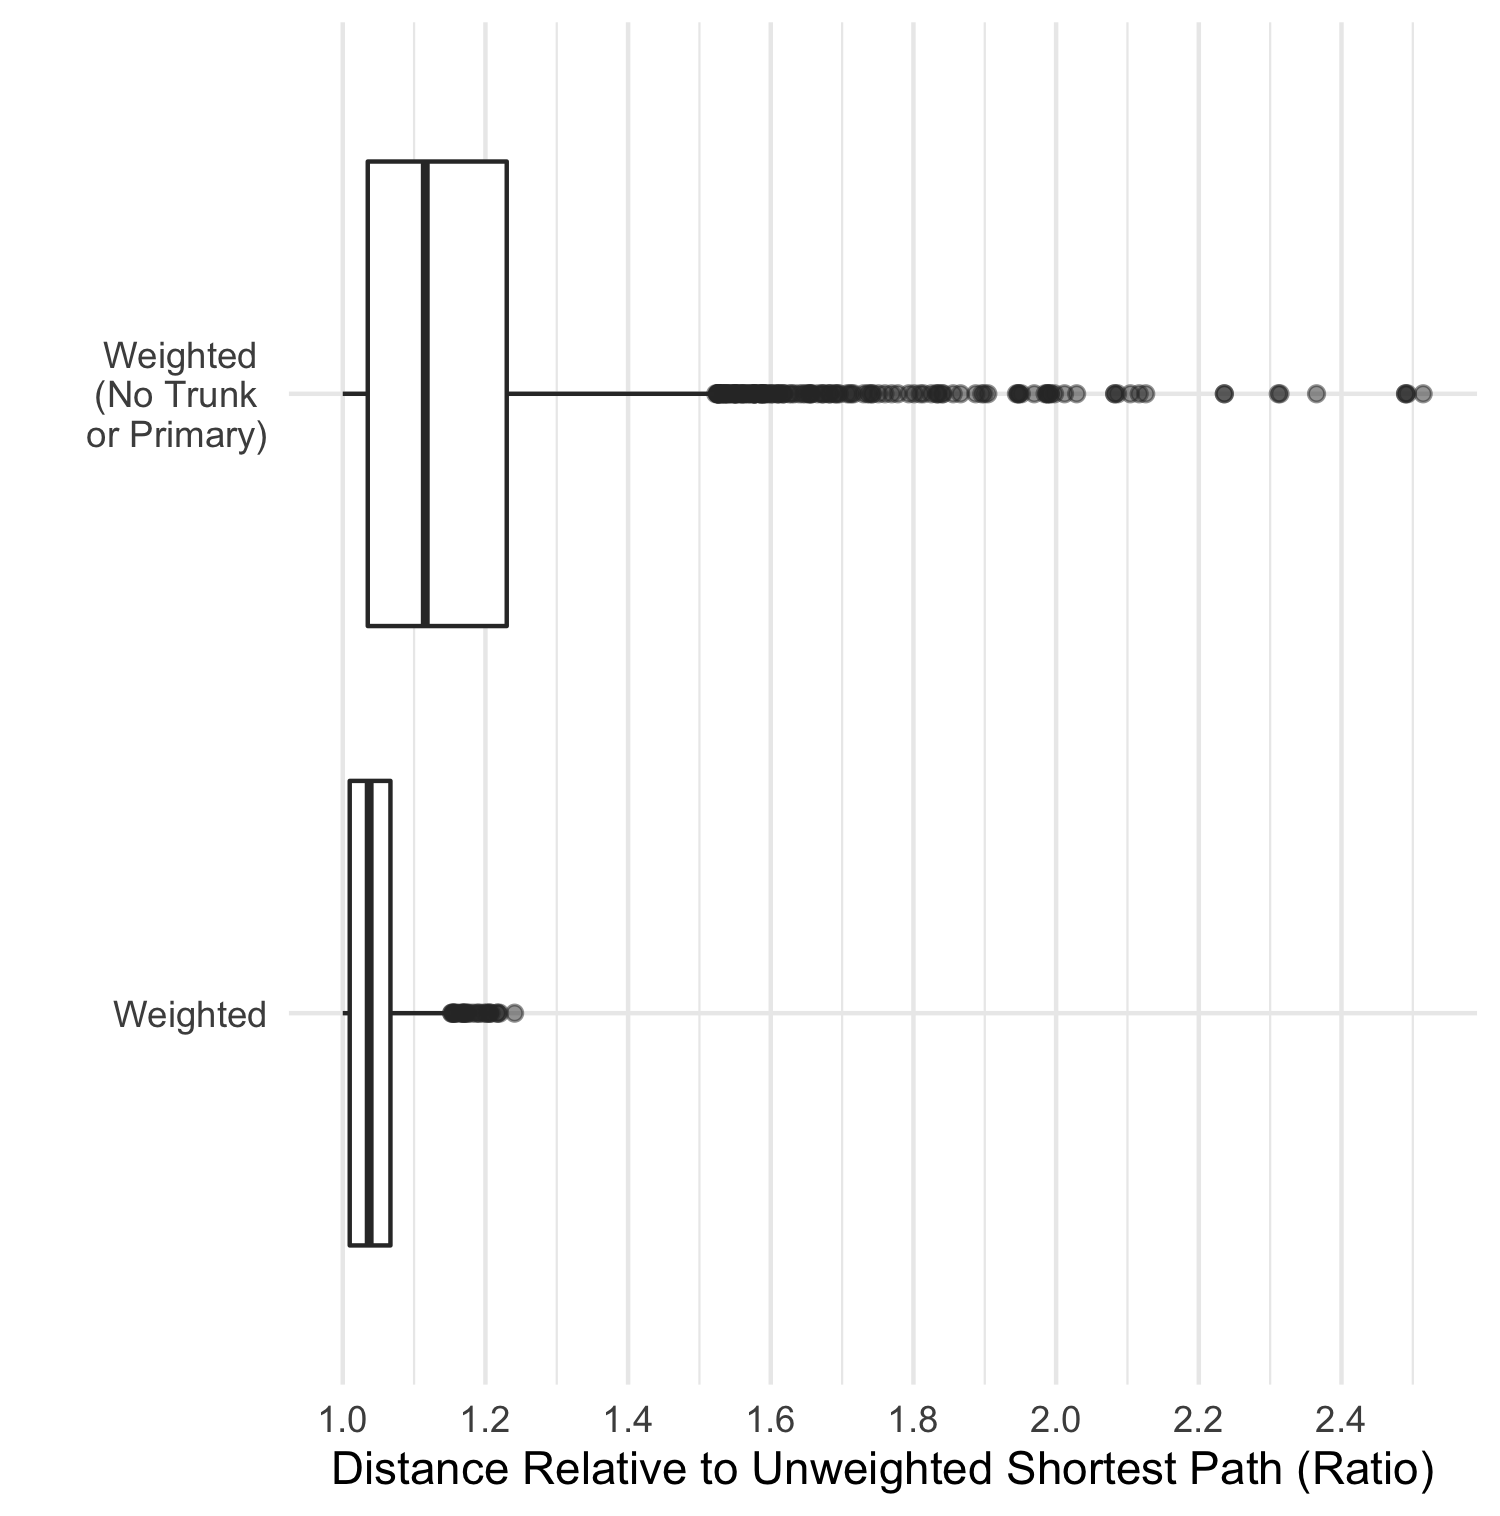 Weighted
(No Trunk
or Primary)
Weighted
1.0 1.2 1.4 1.6 1.8 2.0 2.2 2.4
Distance Relative to Unweighted Shortest Path (Ratio)